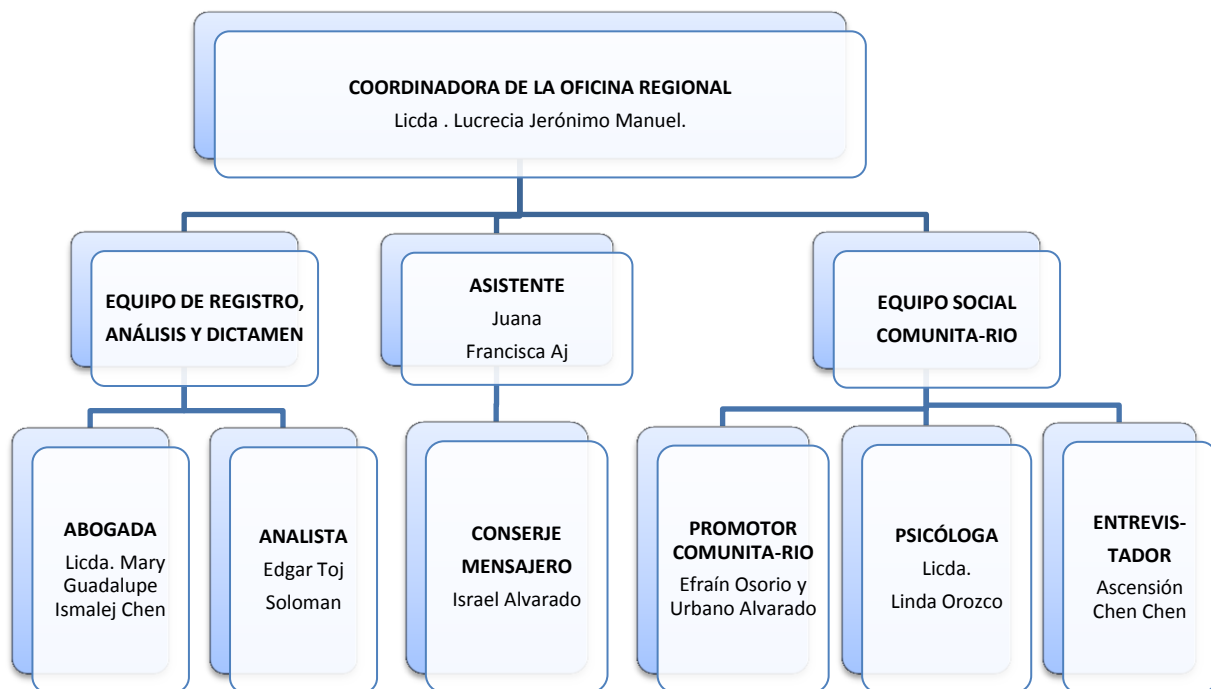 COORDINADORA DE LA OFICINA REGIONAL
Licda . Lucrecia Jerónimo Manuel.
EQUIPO DE REGISTRO,
ANÁLISIS Y DICTAMEN
ASISTENTE
Juana
Francisca Aj
EQUIPO SOCIAL
COMUNITA-RIO
ABOGADA
Licda. Mary
Guadalupe
Ismalej Chen
ANALISTA
Edgar Toj
Soloman
CONSERJE
MENSAJERO
Israel Alvarado
PROMOTOR
COMUNITA-RIO
Efraín Osorio y
Urbano Alvarado
PSICÓLOGA
Licda.
Linda Orozco
ENTREVIS-
TADOR
Ascensión
Chen Chen